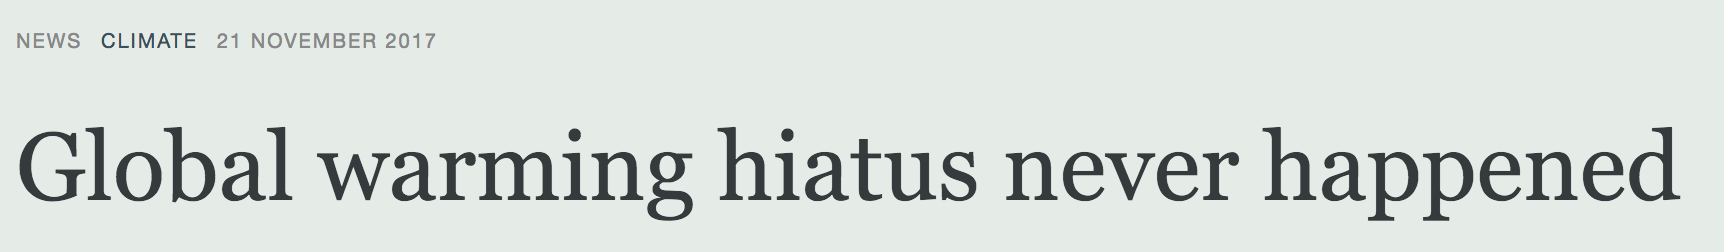 NEWS CLIMATE 21 NOVEMBER 2017
Global warming hiatus never happened